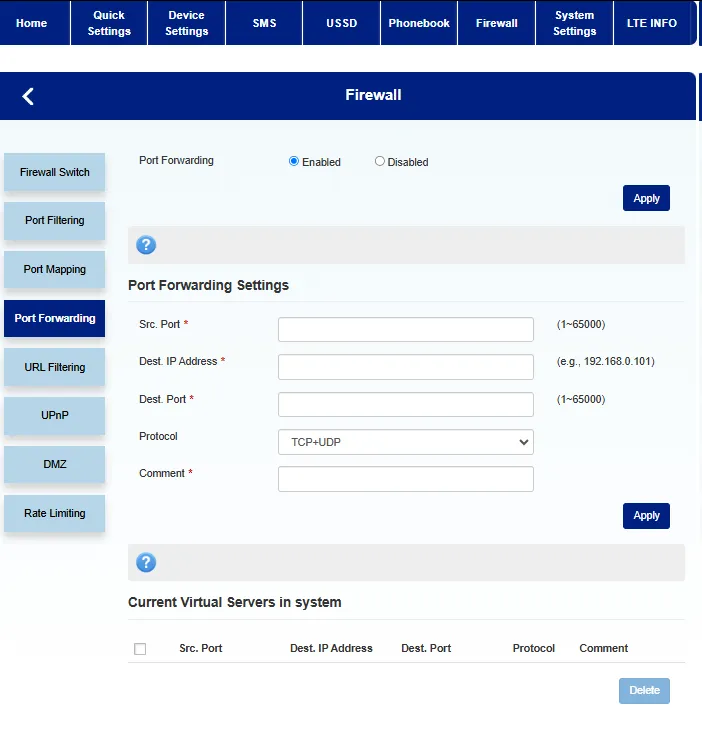 Home
Quick
Settings
Device
Settings
SMS
USSD
Phonebook
Firewall
System
Settings
LTE INFO
Firewall
Firewall Switch
Port Filtering
Port Mapping
Port Forwarding
URL Filtering
UPnP
DMZ
Rate Limiting
Port Forwarding Enabled Disabled
Apply
?
Port Forwarding Settings
Src. Port * (1~65000)
Dest. IP Address * (e.g., 192.168.0.101)
Dest. Port * (1~65000)
Protocol TCP+UDP
Comment *
Apply
?
Current Virtual Servers in system
Src. Port Dest. IP Address Dest. Port Protocol Comment
Delete